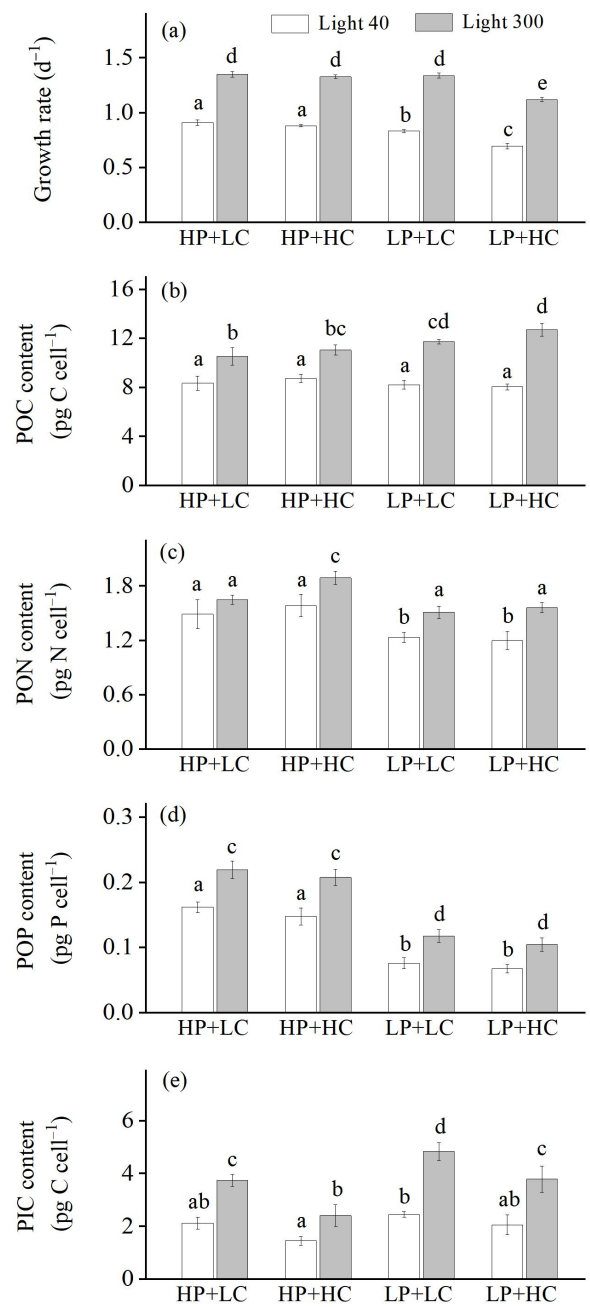 (a)
Light 40
Light 300
Growth rate (d⁻¹)
1.5
1.0
0.5
0.0
a
d
a
d
b
d
c
e
HP+LC
HP+HC
LP+LC
LP+HC
(b)
POC content
(pg C cell⁻¹)
16
12
8
4
0
a
b
a
bc
a
cd
a
d
HP+LC
HP+HC
LP+LC
LP+HC
(c)
PON content
(pg N cell⁻¹)
1.8
1.2
0.6
0.0
a
a
a
c
b
a
b
a
HP+LC
HP+HC
LP+LC
LP+HC
(d)
POP content
(pg P cell⁻¹)
0.3
0.2
0.1
0.0
a
c
a
c
b
d
b
d
HP+LC
HP+HC
LP+LC
LP+HC
(e)
PIC content
(pg C cell⁻¹)
6
4
2
0
ab
c
a
b
b
d
ab
c
HP+LC
HP+HC
LP+LC
LP+HC